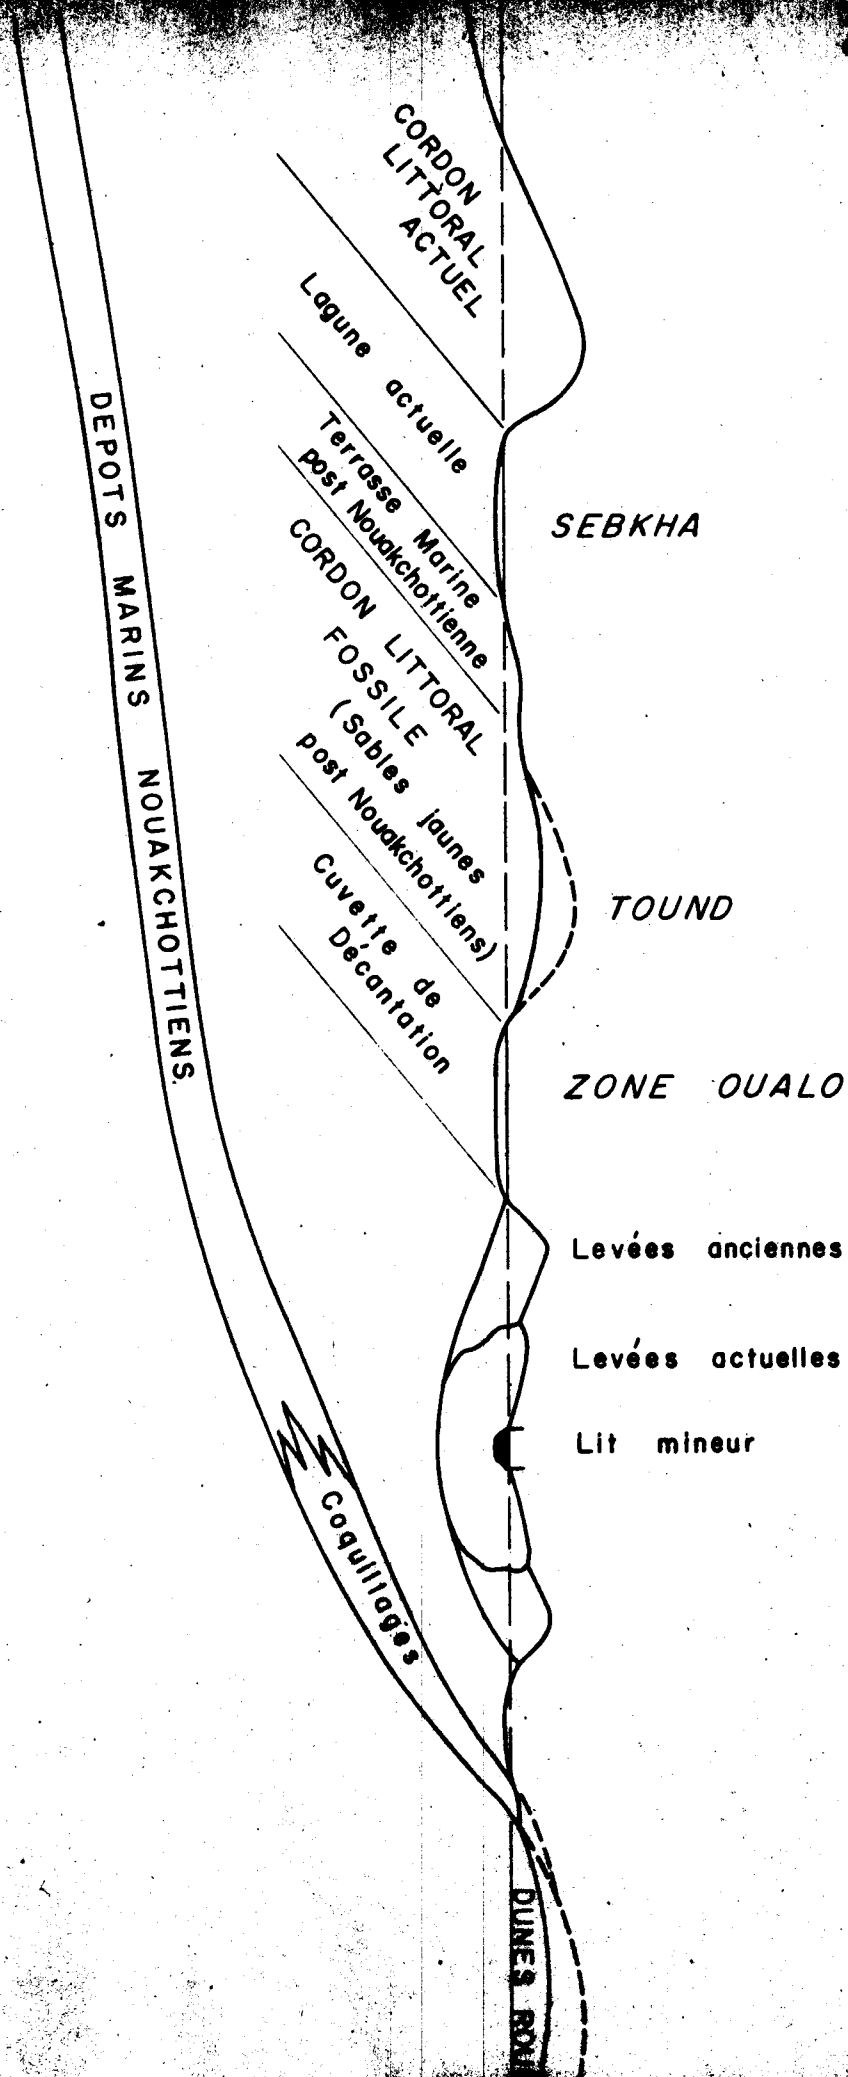 CORDON
LITTORAL
ACTUEL
Lagune actuelle
Terrasse Marine
post Nouakchottienne
CORDON LITTORAL
FOSSILE
(Sables jaunes
post Nouakchottiens)
Cuvette de
Décantation
SEBKHA
TOUND
ZONE OUALO
Levées anciennes
Levées actuelles
Lit mineur
DEPOTS MARINS NOUAKCHOTTIENS.
Coquillages
DUNES